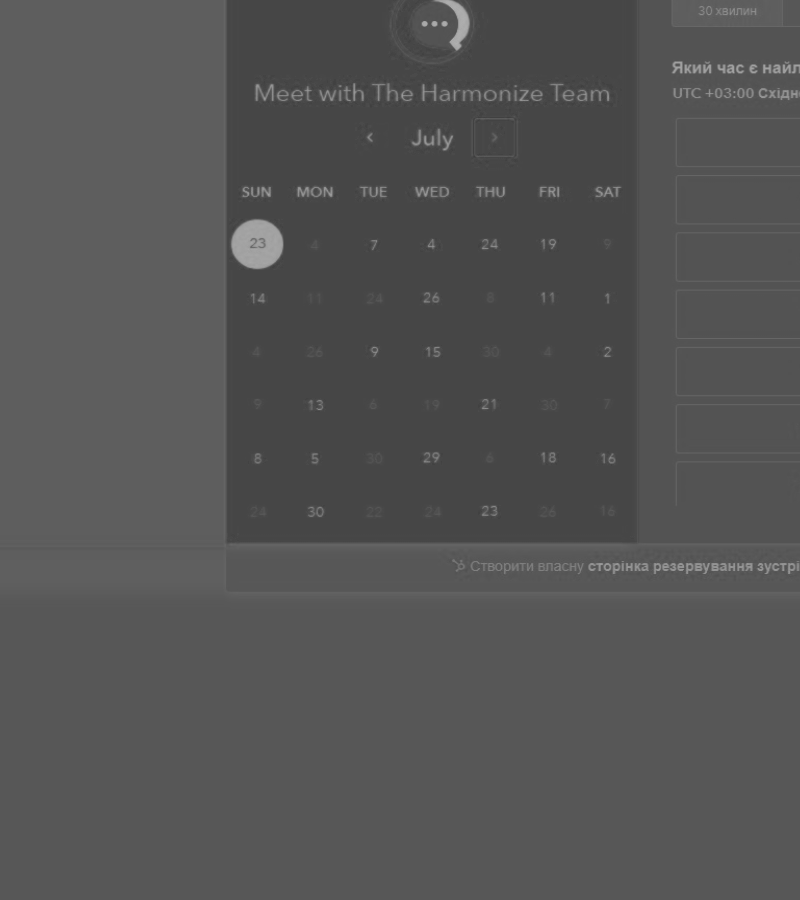 30 хвилин
Який час є найл
UTC +03:00 Східн
Meet with The Harmonize Team
July
SUN MON TUE WED THU FRI SAT
23 4 7 4 24 19 9
14 11 24 26 8 11 1
4 26 9 15 30 4 2
9 13 6 19 21 30 7
8 5 30 29 6 18 16
24 30 22 24 23 26 16
Створити власну сторінка резервування зустрі